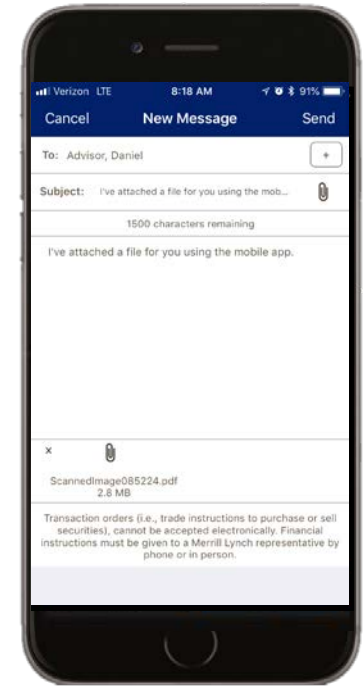 Verizon LTE 8:18 AM 91%
Cancel New Message Send
To: Advisor, Daniel +
Subject: I've attached a file for you using the mob...
1500 characters remaining
I've attached a file for you using the mobile app.
x
ScannedImage085224.pdf
2.8 MB
Transaction orders (i.e., trade instructions to purchase or sell
securities), cannot be accepted electronically. Financial
instructions must be given to a Merrill Lynch representative by
phone or in person.